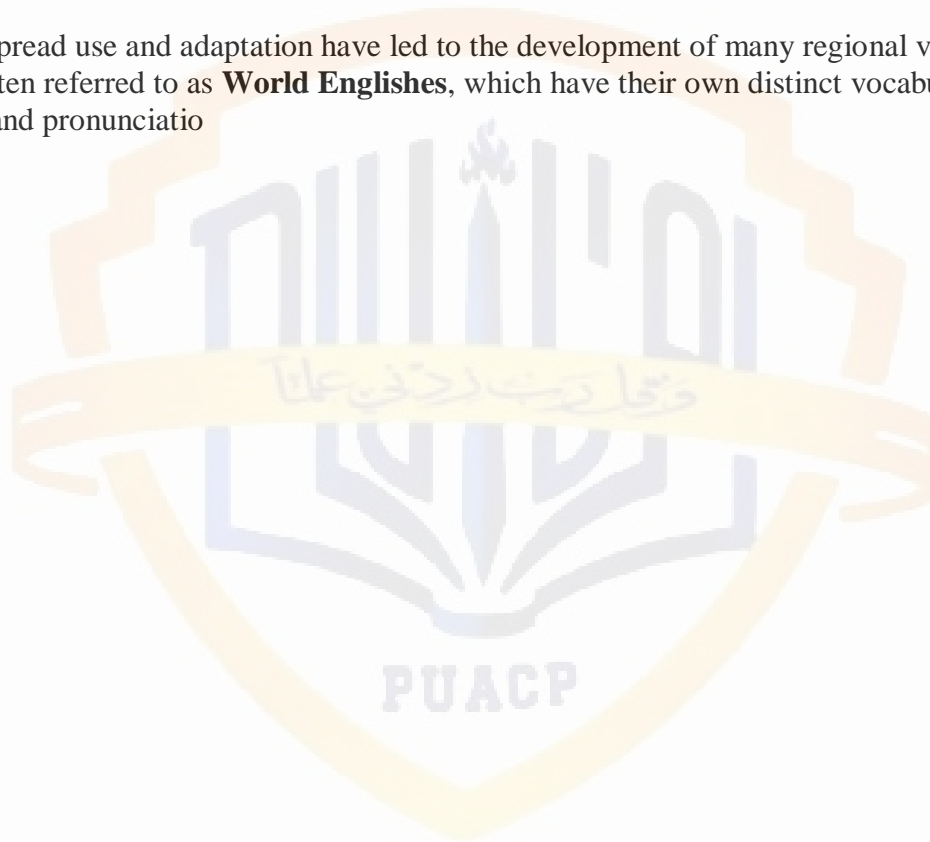 pread use and adaptation have led to the development of many regional v
ten referred to as World Englishes, which have their own distinct vocabu
and pronunciatio
وَقُل رَّبِّ زِدْنِي عِلْمًا
PUACP